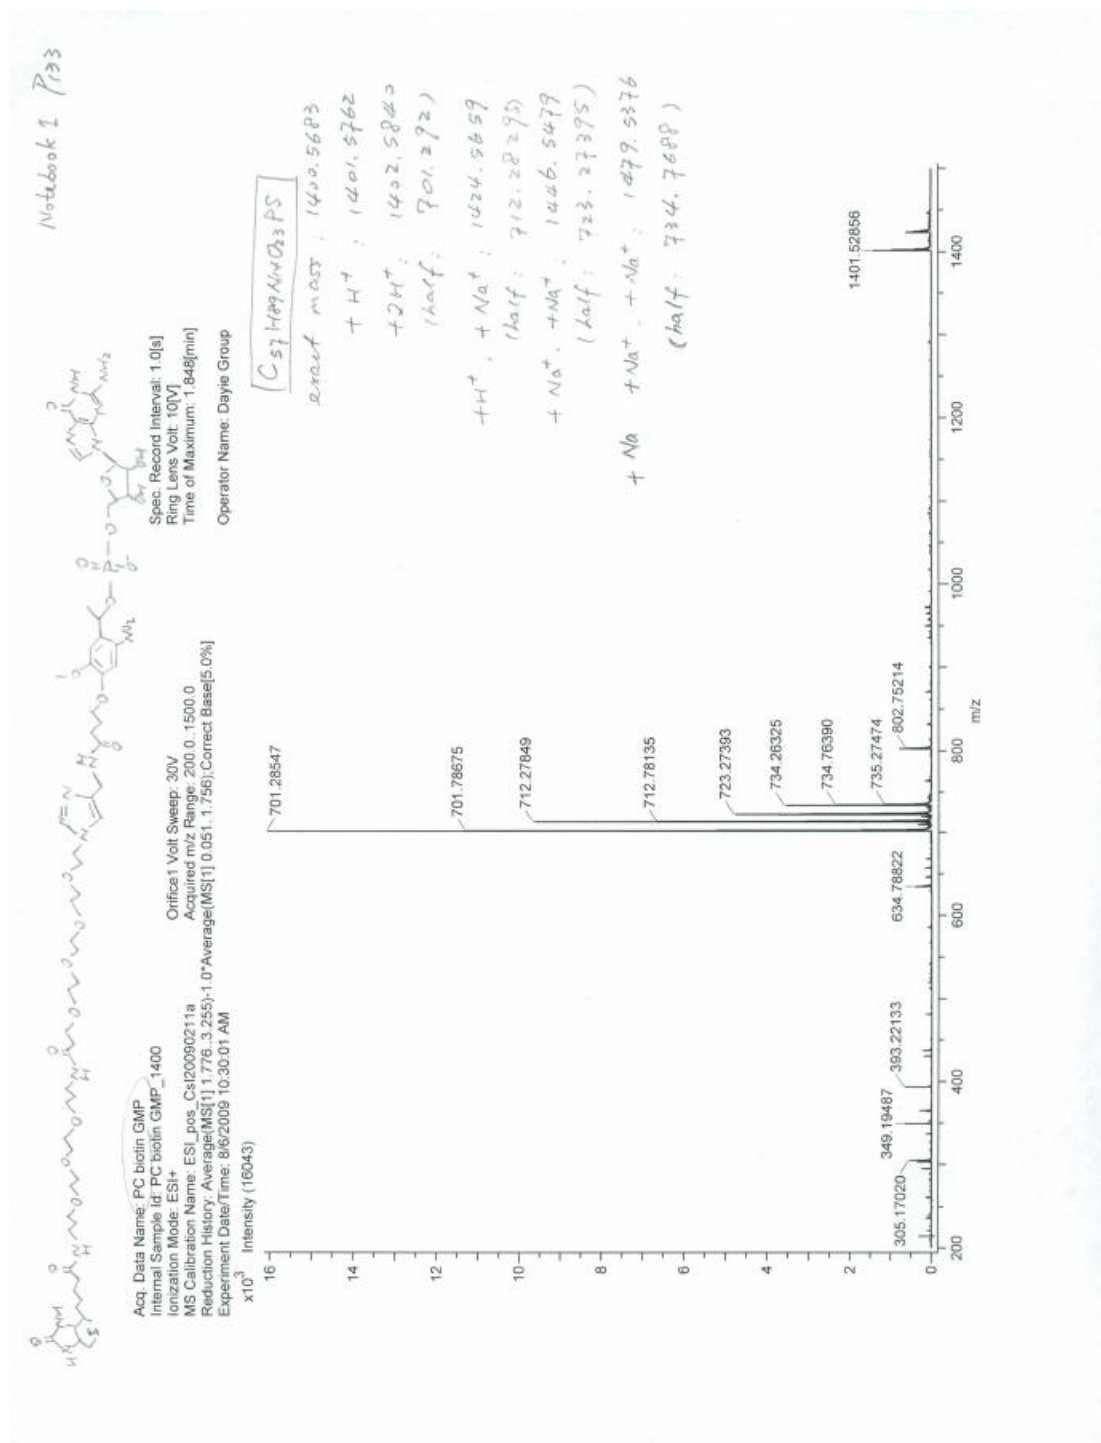 Notebook 1 P133
O
HN
NH
S
O
N
H
O
O
O
N
H
O
O
O
O
O
O
N
N=N
H
N
O
O
O
NO2
O
O
P
O-
O
O
OH
OH
N
N
O
NH
N
NH2
Acq. Data Name: PC biotin GMP
Internal Sample Id: PC biotin GMP_1400
Ionization Mode: ESI+
MS Calibration Name: ESI_pos_CsI20090211a
Reduction History: Average(MS[1] 1.776..3.255)-1.0*Average(MS[1] 0.051..1.756);Correct Base[5.0%]
Experiment Date/Time: 8/6/2009 10:30:01 AM
Orifice1 Volt Sweep: 30V
Acquired m/z Range: 200.0..1500.0
Spec. Record Interval: 1.0[s]
Ring Lens Volt: 10[V]
Time of Maximum: 1.848[min]
Operator Name: Dayie Group
C57H89N14O23PS
exact mass : 1400.5683
+ H+ : 1401.5762
+2H+ : 1402.5840
(half : 701.292)
+H+, +Na+ : 1424.5659
(half : 712.28295)
+ Na+, +Na+ : 1446.5479
(half : 723.27395)
+ Na +Na+, +Na+ : 1479.5376
(half : 734.7688)
x10³ Intensity (16043)
16
14
12
10
8
6
4
2
0
701.28547
701.78675
712.27849
712.78135
723.27393
734.26325
734.76390
735.27474
802.75214
634.78822
393.22133
349.19487
305.17020
1401.52856
200
400
600
800
1000
1200
1400
m/z